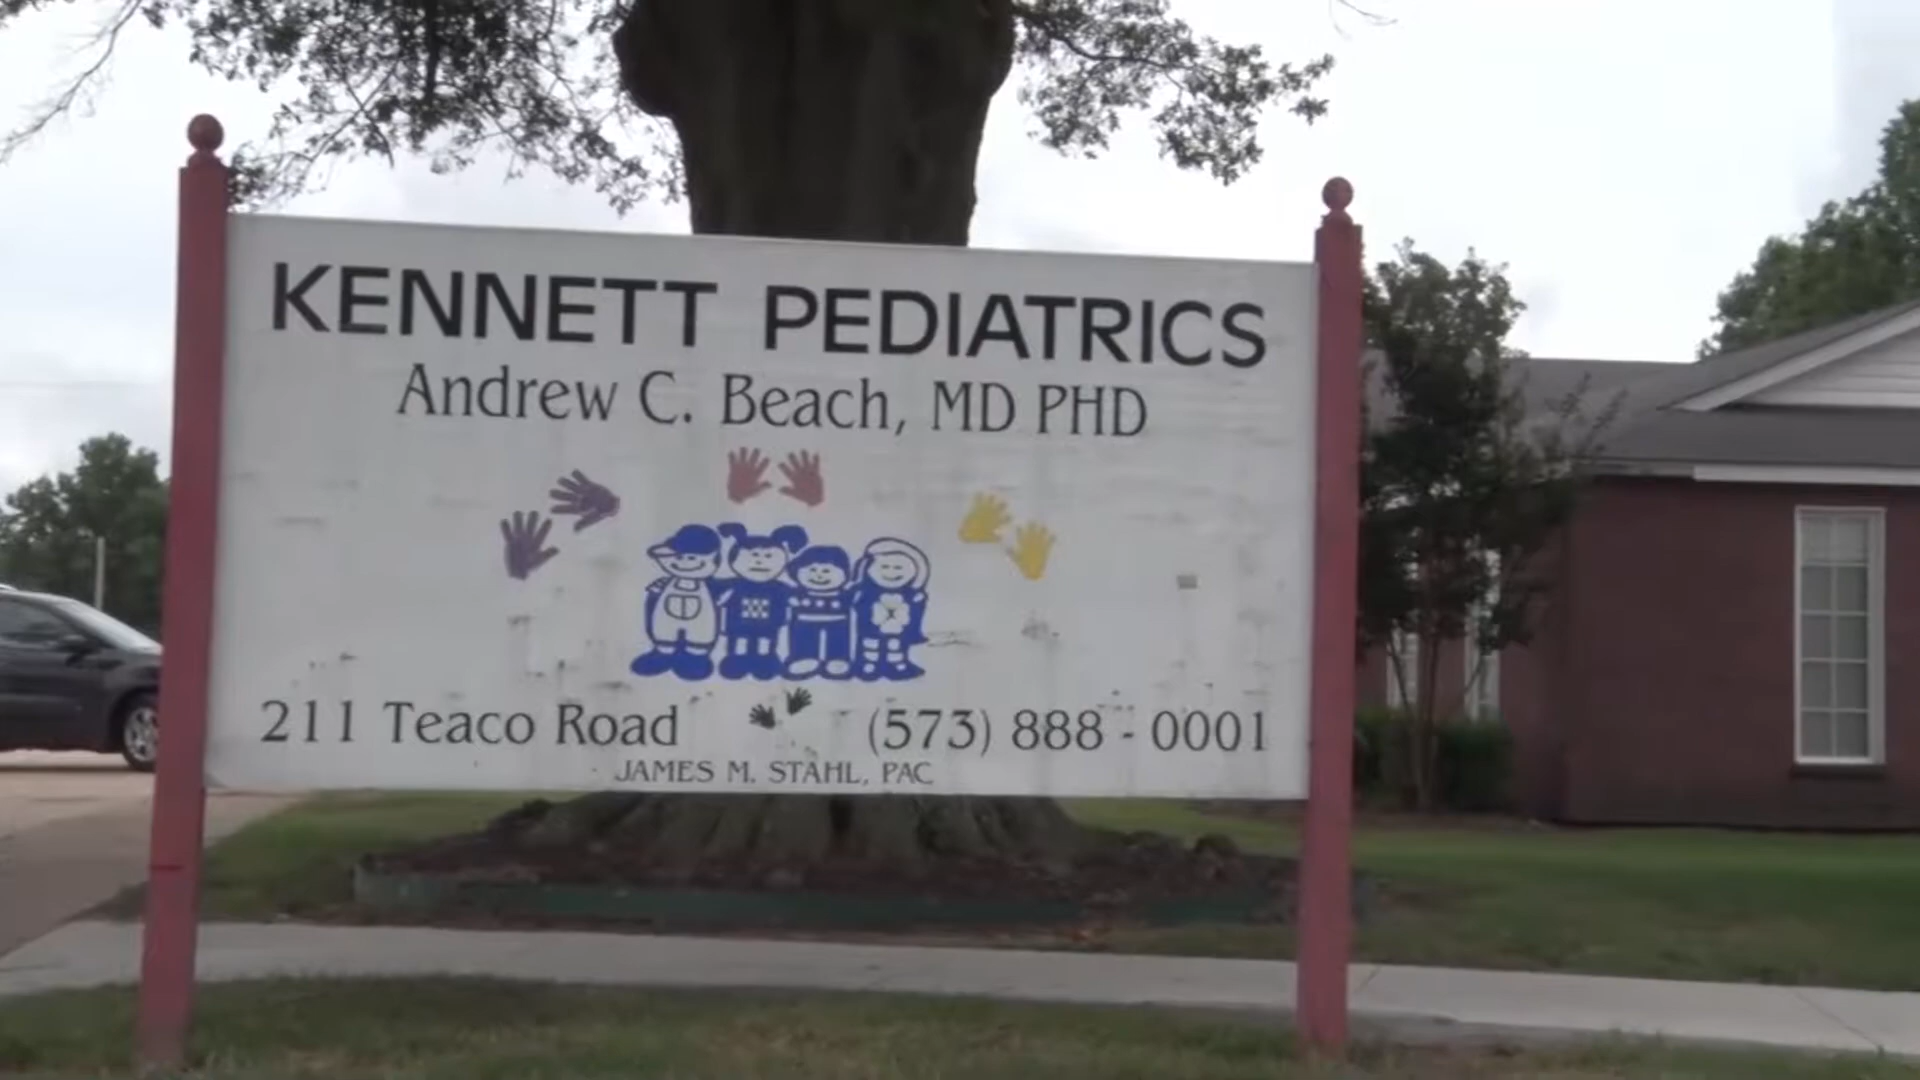 KENNETT PEDIATRICS
Andrew C. Beach, MD PHD
211 Teaco Road (573) 888-0001
JAMES M. STAHL, PAC